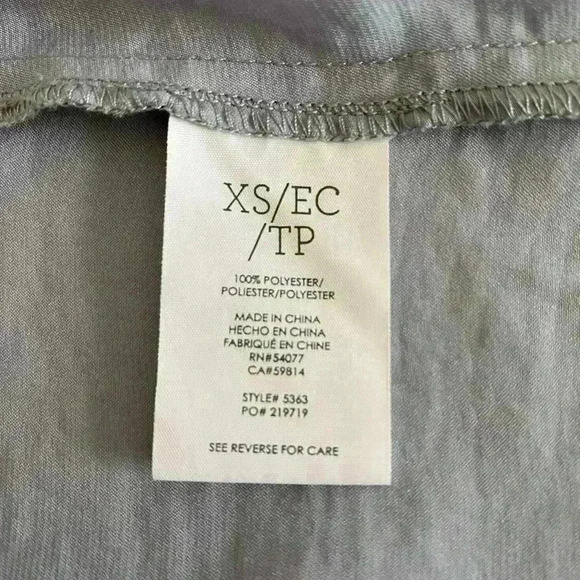 XS/EC
/TP
100% POLYESTER/
POLIESTER/POLYESTER
MADE IN CHINA
HECHO EN CHINA
FABRIQUÉ EN CHINE
RN#54077
CA#59814
STYLE# 5363
PO# 219719
SEE REVERSE FOR CARE